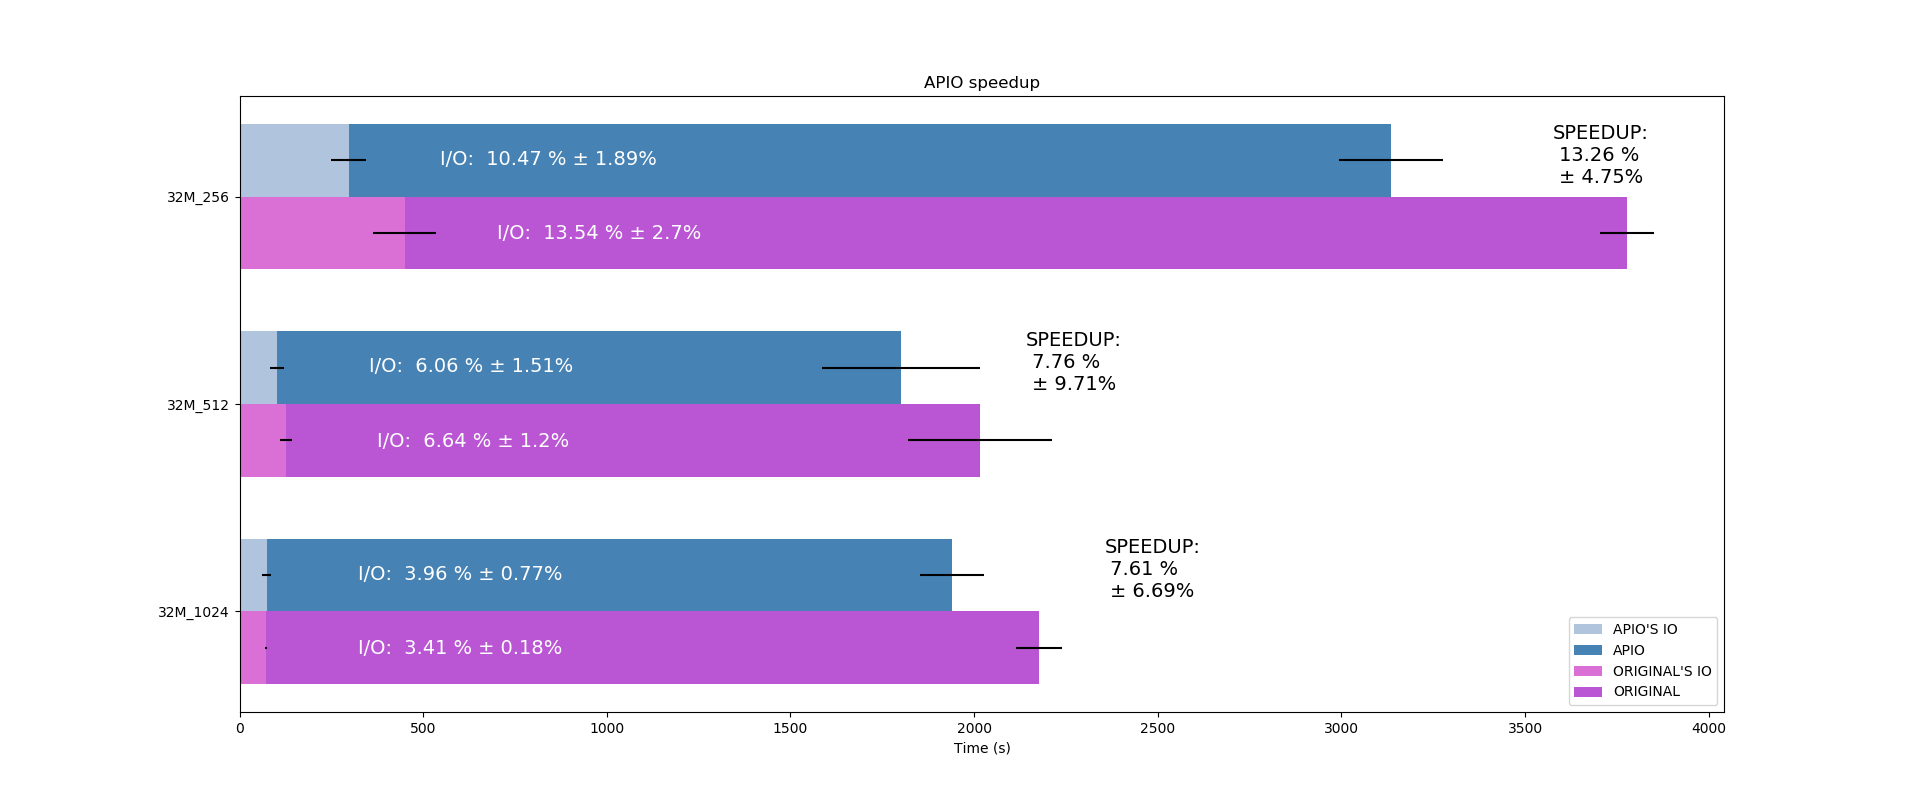 APIO speedup
SPEEDUP:
13.26 %
± 4.75%
I/O:  10.47 % ± 1.89%
32M_256
I/O:  13.54 % ± 2.7%
SPEEDUP:
7.76 %
± 9.71%
I/O:  6.06 % ± 1.51%
32M_512
I/O:  6.64 % ± 1.2%
SPEEDUP:
7.61 %
± 6.69%
I/O:  3.96 % ± 0.77%
32M_1024
I/O:  3.41 % ± 0.18%
APIO'S IO
APIO
ORIGINAL'S IO
ORIGINAL
0 500 1000 1500 2000 2500 3000 3500 4000
Time (s)